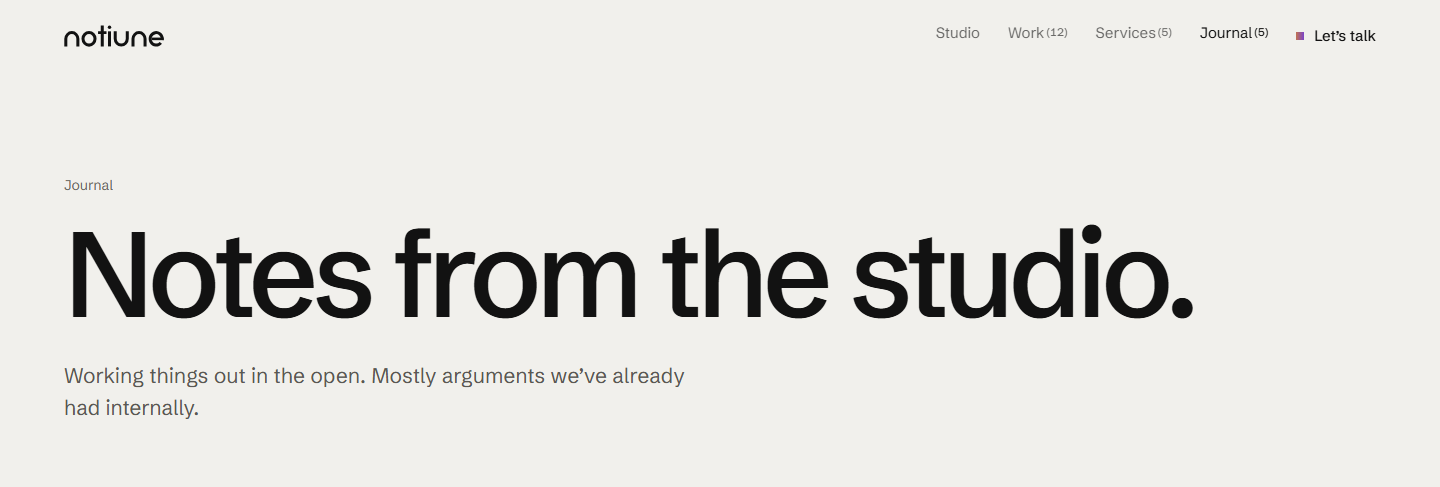 notiune
Studio Work (12) Services (5) Journal (5) Let’s talk
Journal
Notes from the studio.
Working things out in the open. Mostly arguments we’ve already
had internally.